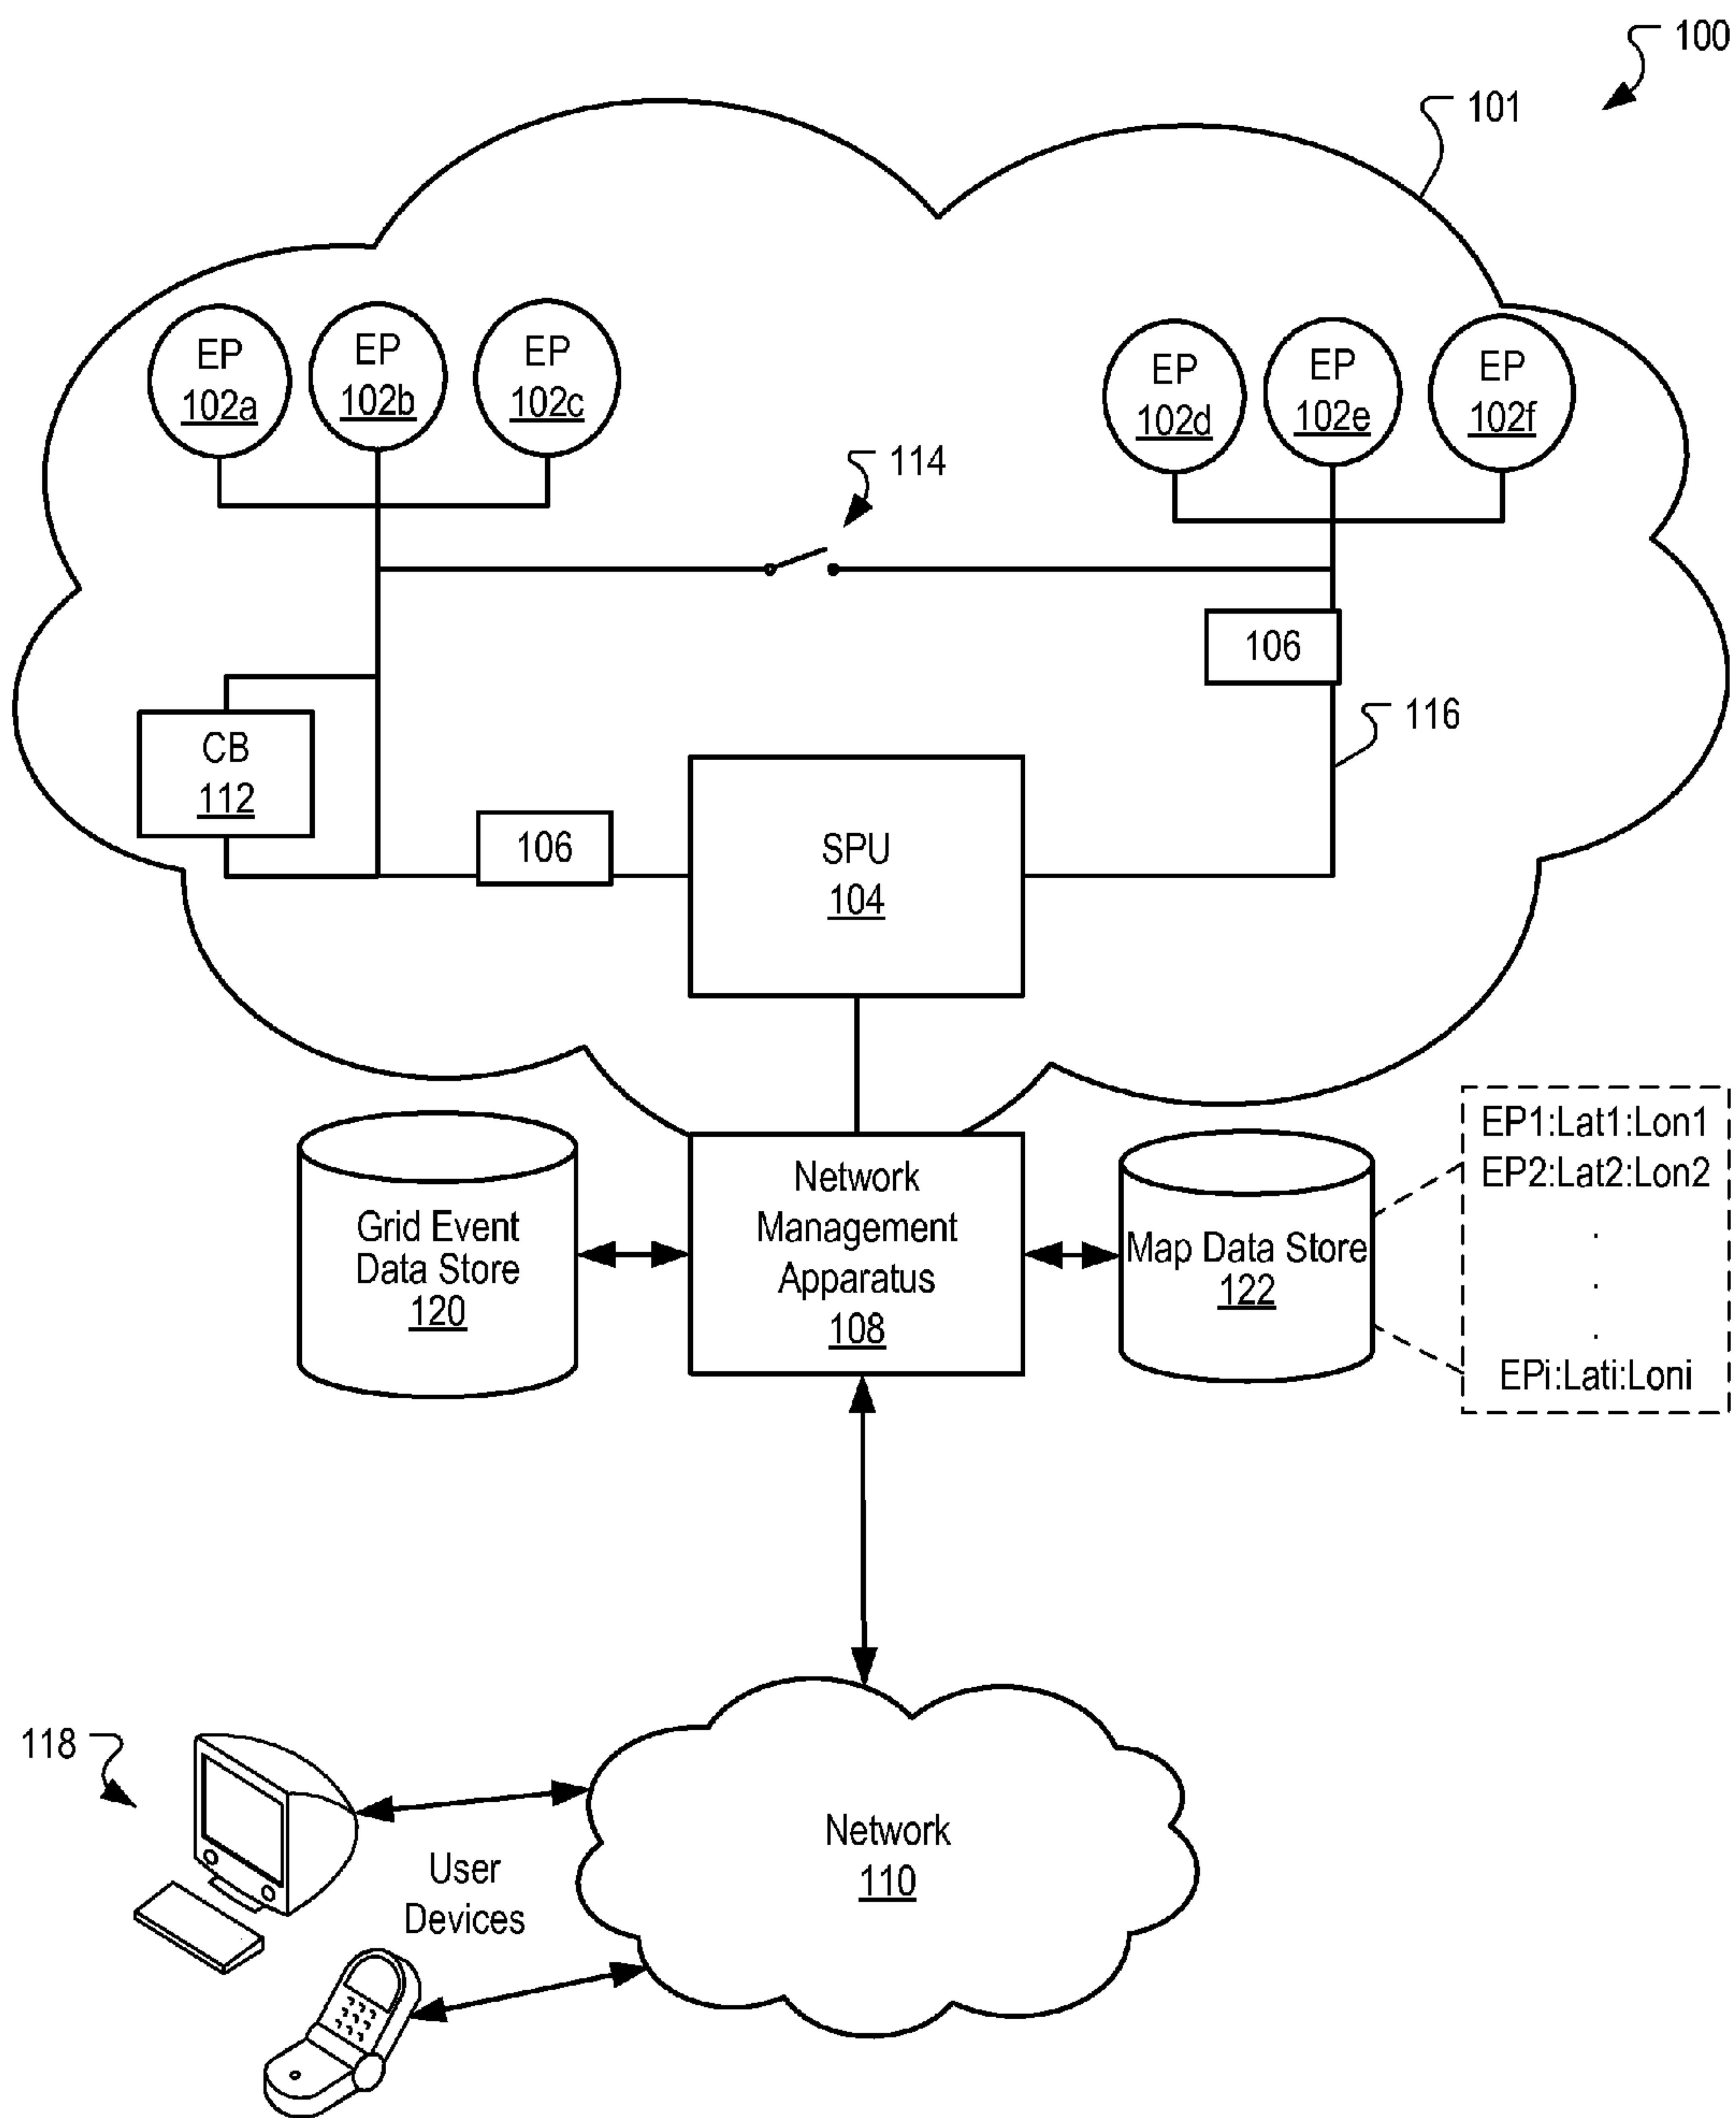 100
101
EP
102a
EP
102b
EP
102c
EP
102d
EP
102e
EP
102f
114
106
116
CB
112
106
SPU
104
Grid Event
Data Store
120
Network
Management
Apparatus
108
Map Data Store
122
EP1:Lat1:Lon1
EP2:Lat2:Lon2
.
.
.
EPi:Lati:Loni
118
User
Devices
Network
110